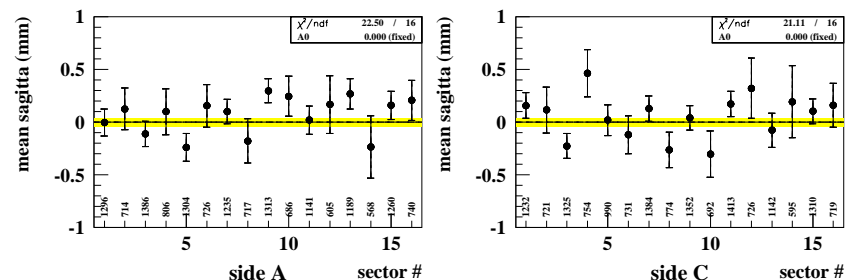 χ²/ndf 22.50 / 16
A0 0.000 (fixed)
mean sagitta (mm)
1
0.5
0
-0.5
-1
1296 714 1386 806 1304 726 1235 717 1313 686 1141 605 1189 568 1260 740
5 10 15
side A sector #
χ²/ndf 21.11 / 16
A0 0.000 (fixed)
mean sagitta (mm)
1
0.5
0
-0.5
-1
1232 721 1325 754 990 731 1384 774 1352 692 1413 726 1142 595 1310 719
5 10 15
side C sector #